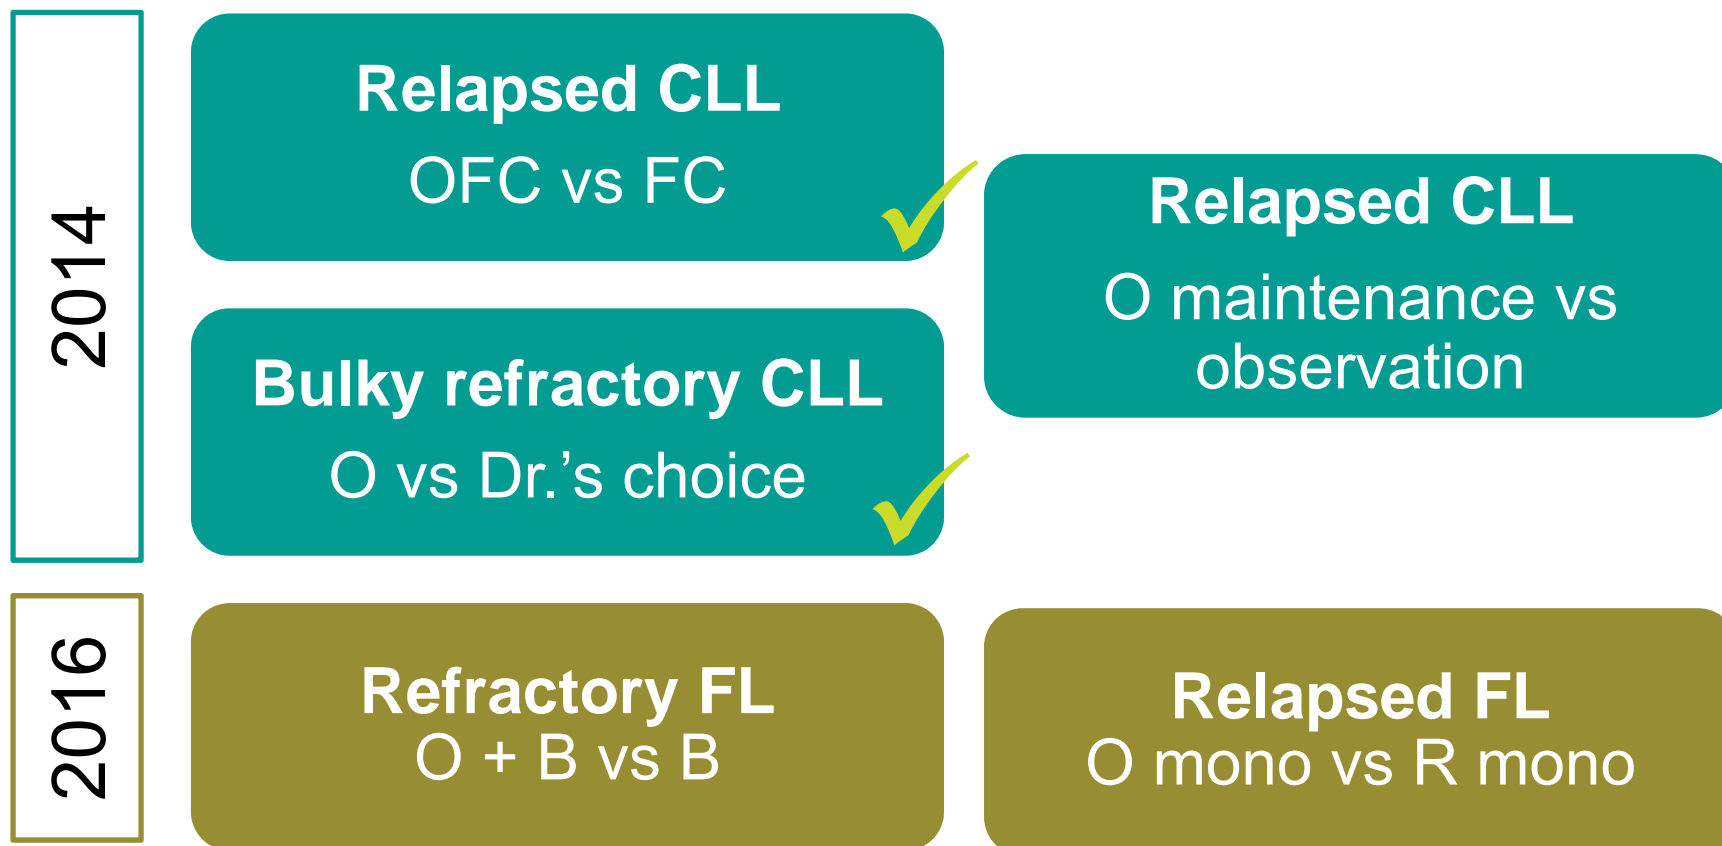 2014
Relapsed CLL
OFC vs FC
Bulky refractory CLL
O vs Dr.’s choice
Relapsed CLL
O maintenance vs
observation
2016
Refractory FL
O + B vs B
Relapsed FL
O mono vs R mono